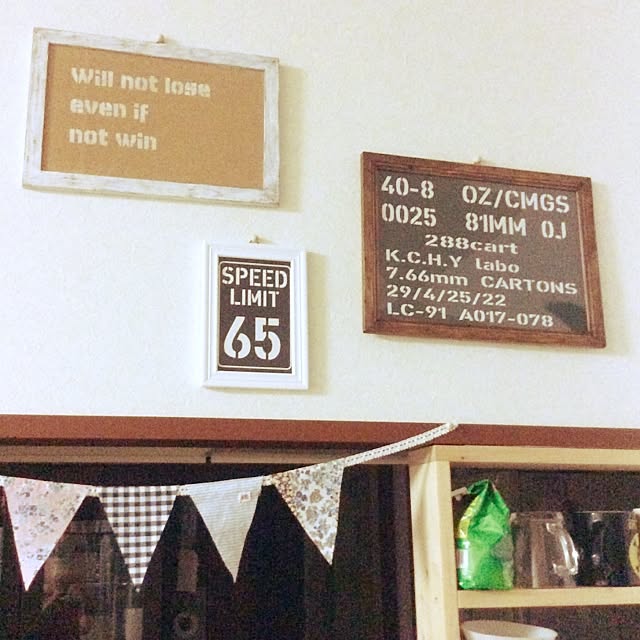 Will not lose
even if
not win
SPEED
LIMIT
65
40-8 OZ/CMGS
0025 81MM OJ
288cart
K.C.H.Y labo
7.66mm CARTONS
29/4/25/22
LC-91 A017-078